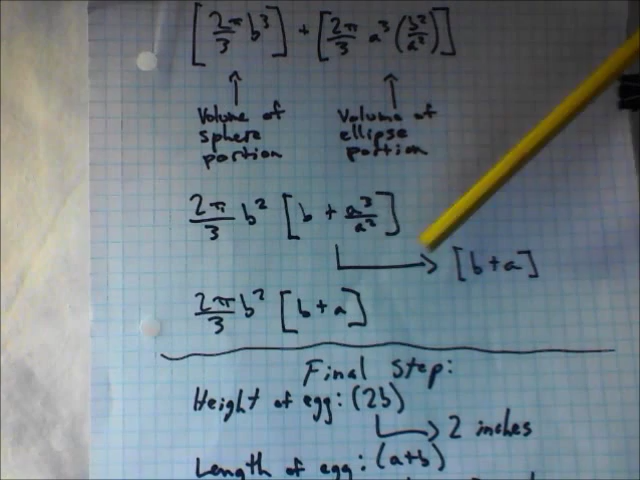 [2π/3 b³] + [2π/3 a³ (b²/a²)]
Volume of sphere portion
Volume of ellipse portion
2π/3 b² [b + a³/a²]
[b+a]
2π/3 b² [b+a]
Final Step:
Height of egg: (2b)
2 inches
Length of egg: (a+b)